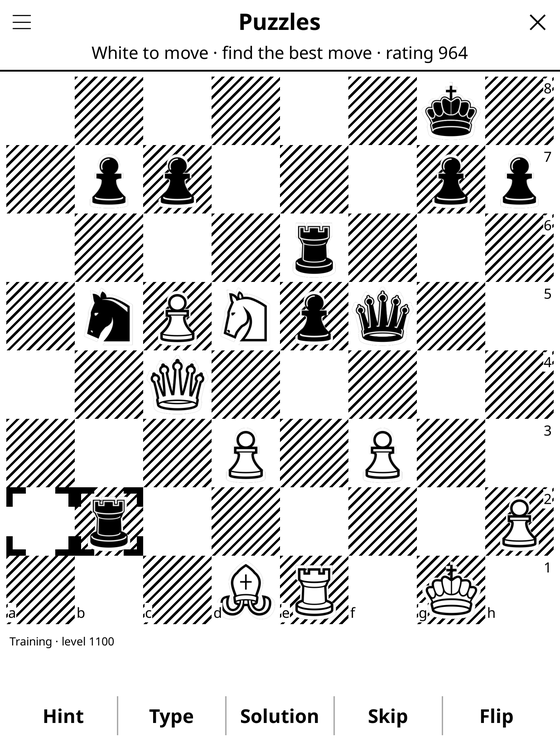 Puzzles
White to move · find the best move · rating 964
8
7
6
5
4
3
2
1
a b c d e f g h
Training · level 1100
Hint Type Solution Skip Flip